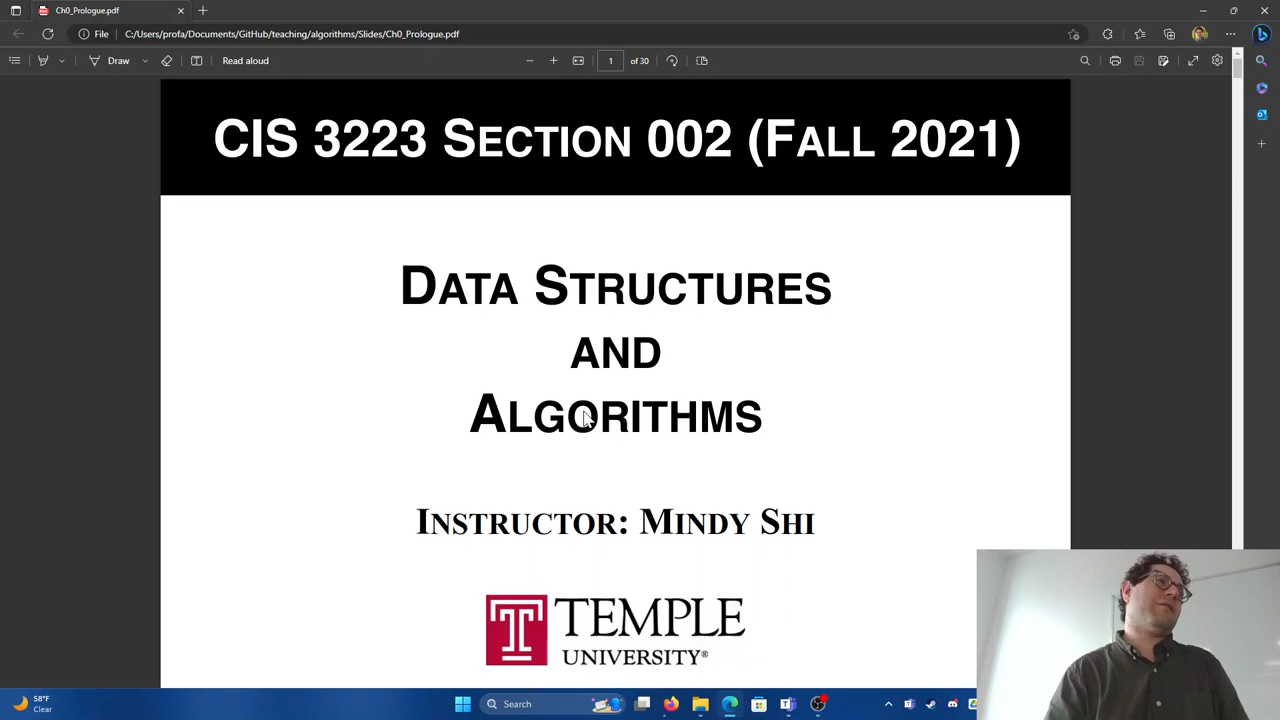 Ch0_Prologue.pdf
File
C:/Users/profa/Documents/GitHub/teaching/algorithms/Slides/Ch0_Prologue.pdf
Draw
Read aloud
1 of 30
CIS 3223 SECTION 002 (FALL 2021)
DATA STRUCTURES
AND
ALGORITHMS
INSTRUCTOR: MINDY SHI
TEMPLE
UNIVERSITY®
58°F
Clear
Search